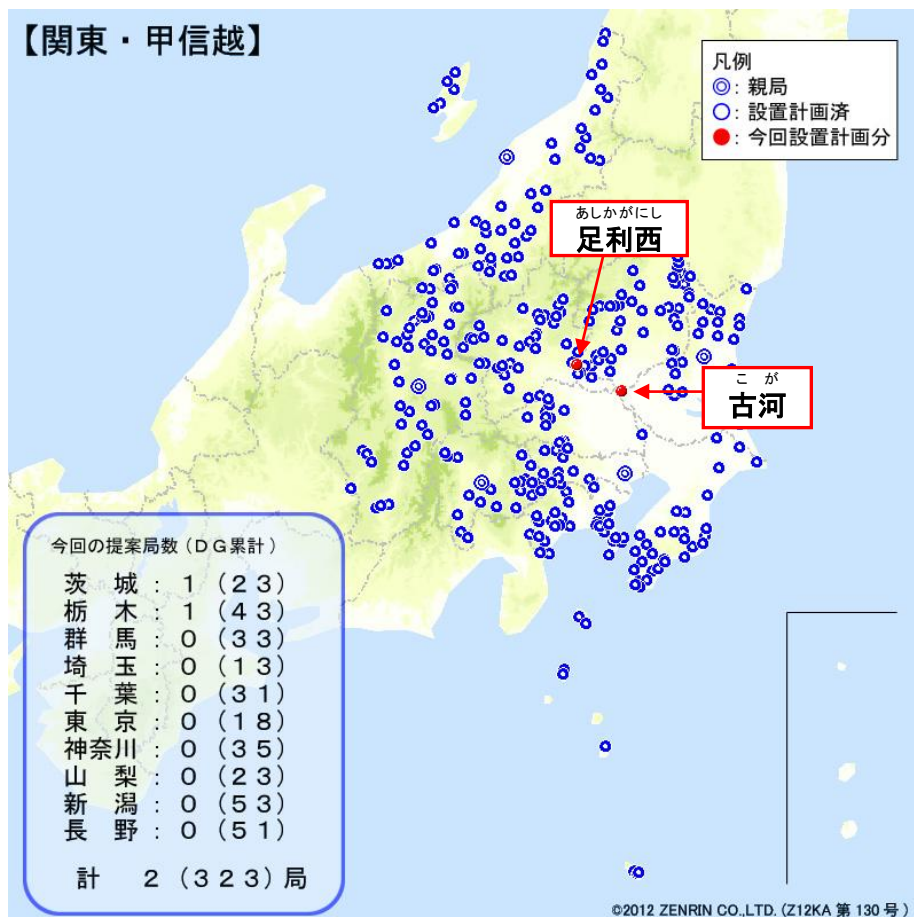 【関東・甲信越】
凡例
◎：親局
○：設置計画済
●：今回設置計画分
あしかがにし
足利西
こ が
古河
今回の提案局数（ＤＧ累計）
茨 城：１（２３）
栃 木：１（４３）
群 馬：０（３３）
埼 玉：０（１３）
千 葉：０（３１）
東 京：０（１８）
神奈川：０（３５）
山 梨：０（２３）
新 潟：０（５３）
長 野：０（５１）
計 ２（３２３）局
©2012 ZENRIN CO.,LTD. (Z12KA 第 130 号)